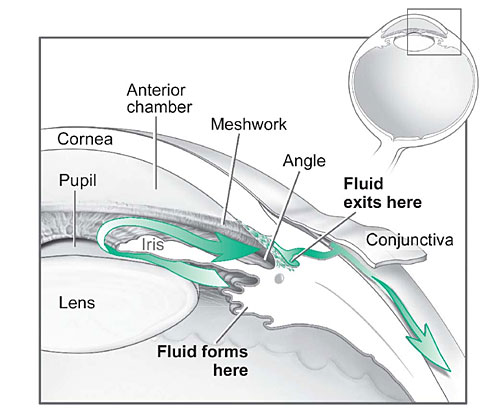 Anterior
chamber
Meshwork
Cornea
Angle
Pupil
Fluid
exits here
Iris
Conjunctiva
Lens
Fluid forms
here